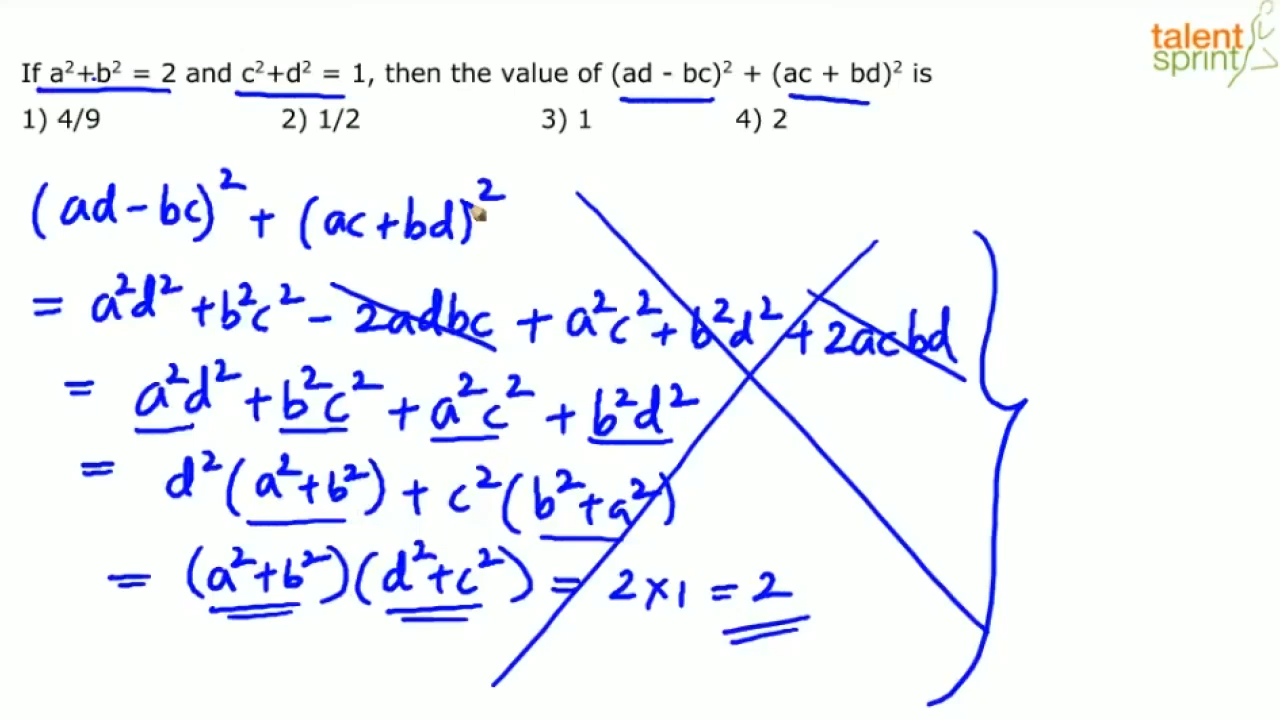 talent
sprint
If a²+b² = 2 and c²+d² = 1, then the value of (ad - bc)² + (ac + bd)² is
1) 4/9 2) 1/2 3) 1 4) 2
(ad - bc)² + (ac + bd)²
= a²d² + b²c² - 2adbc + a²c² + b²d² + 2acbd
= a²d² + b²c² + a²c² + b²d²
= d²(a²+b²) + c²(b²+a²)
= (a²+b²)(d²+c²) = 2×1 = 2